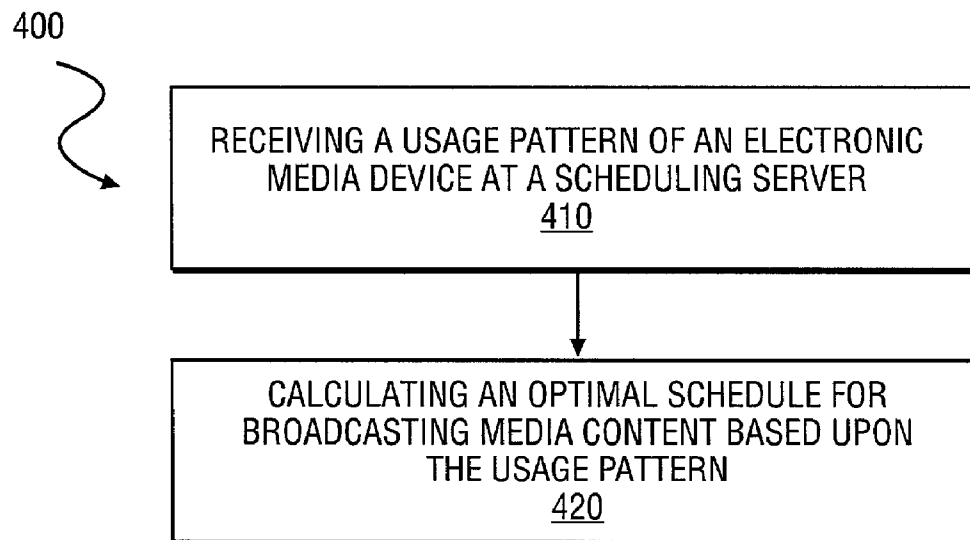 400
RECEIVING A USAGE PATTERN OF AN ELECTRONIC
MEDIA DEVICE AT A SCHEDULING SERVER
410
CALCULATING AN OPTIMAL SCHEDULE FOR
BROADCASTING MEDIA CONTENT BASED UPON
THE USAGE PATTERN
420